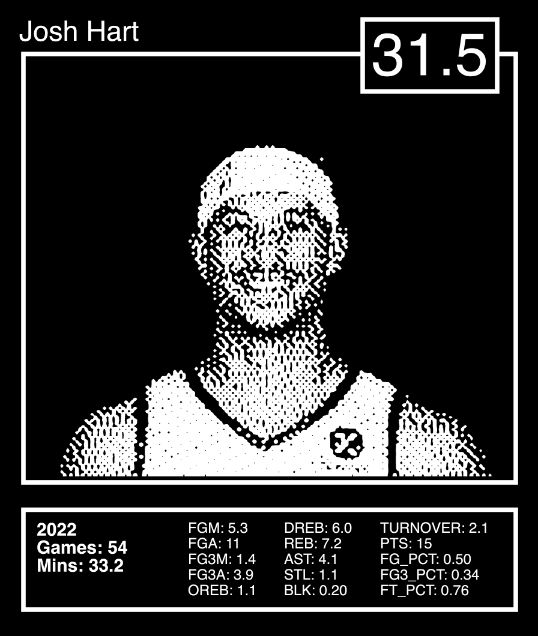 Josh Hart
31.5
2022
Games: 54
Mins: 33.2
FGM: 5.3
FGA: 11
FG3M: 1.4
FG3A: 3.9
OREB: 1.1
DREB: 6.0
REB: 7.2
AST: 4.1
STL: 1.1
BLK: 0.20
TURNOVER: 2.1
PTS: 15
FG_PCT: 0.50
FG3_PCT: 0.34
FT_PCT: 0.76